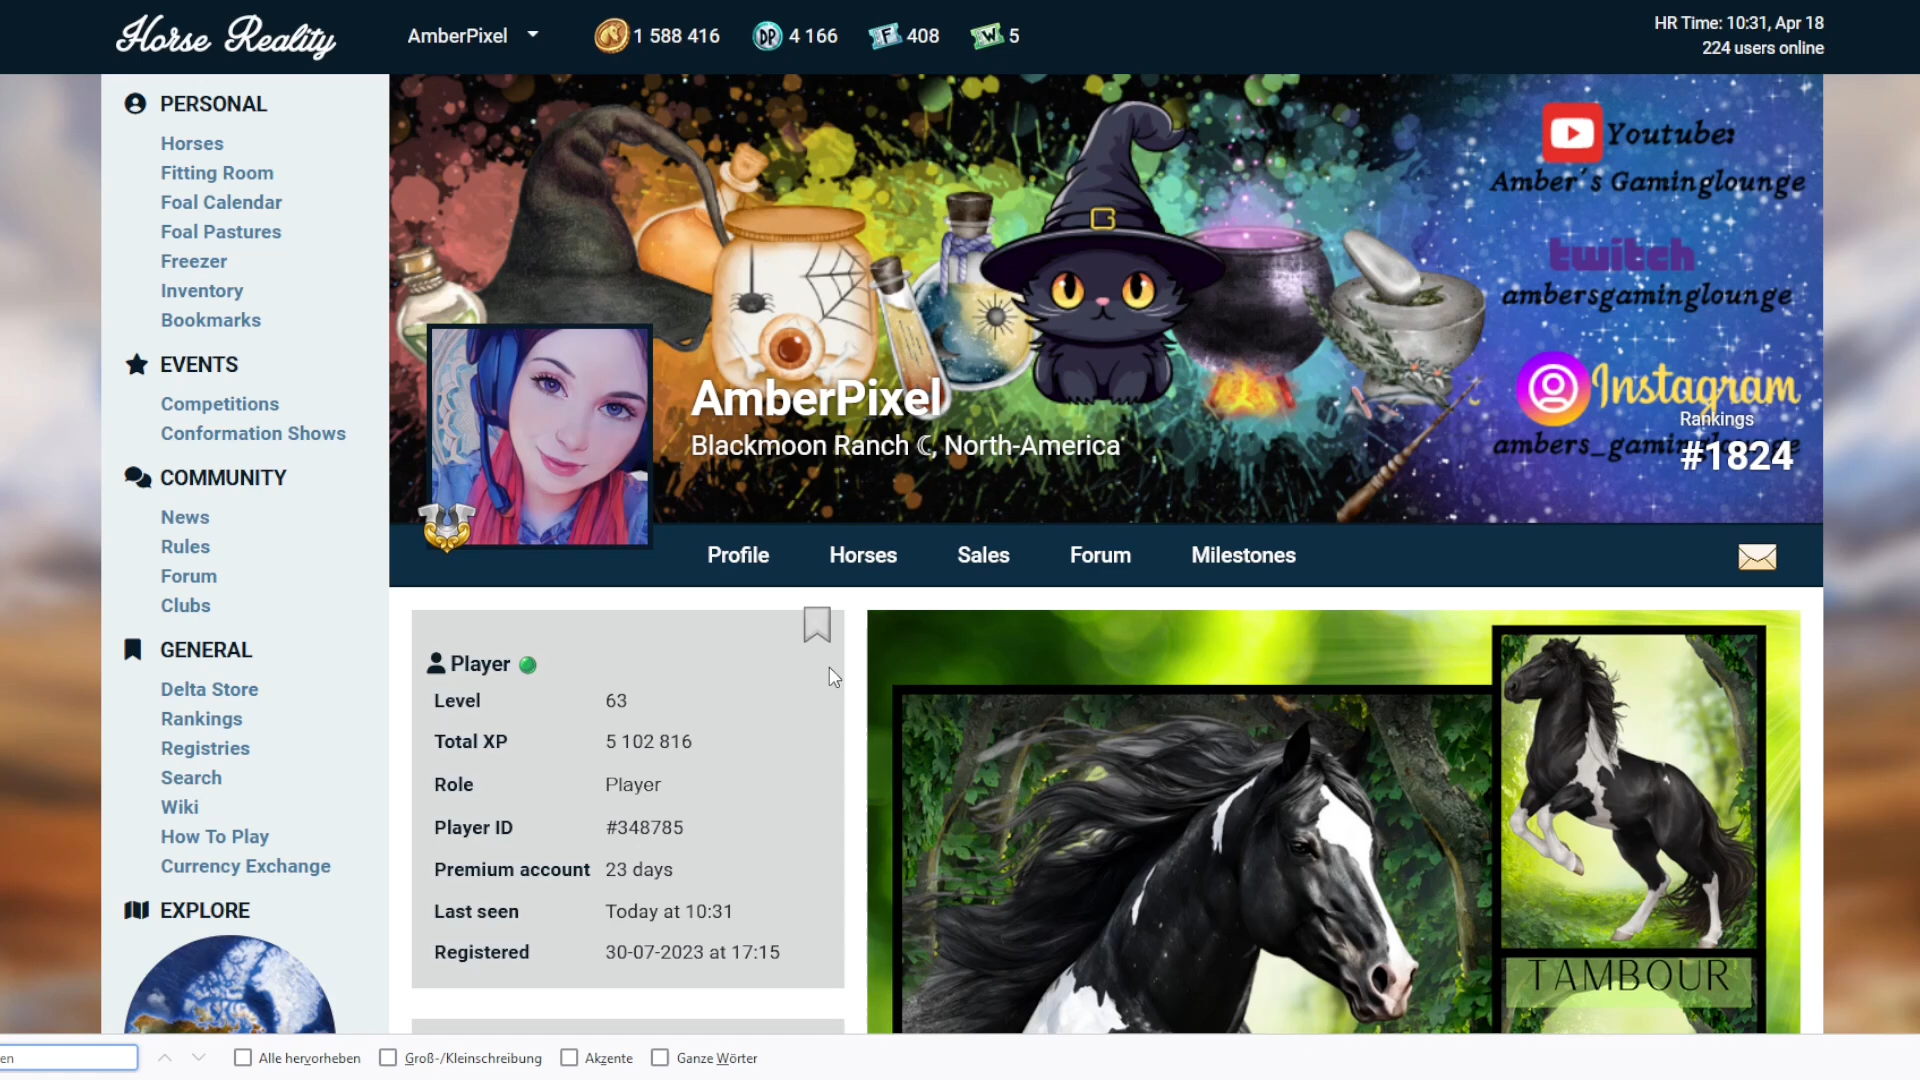 Horse Reality
AmberPixel
1 588 416
DP
4 166
F
408
W
5
HR Time: 10:31, Apr 18
224 users online
PERSONAL
Horses
Fitting Room
Foal Calendar
Foal Pastures
Freezer
Inventory
Bookmarks
EVENTS
Competitions
Conformation Shows
COMMUNITY
News
Rules
Forum
Clubs
GENERAL
Delta Store
Rankings
Registries
Search
Wiki
How To Play
Currency Exchange
EXPLORE
Youtube:
Amber´s Gaminglounge
twitch
ambersgaminglounge
Instagram
ambers_gaminglounge
Rankings
#1824
AmberPixel
Blackmoon Ranch ☾, North-America
Profile
Horses
Sales
Forum
Milestones
Player
Level 63
Total XP 5 102 816
Role Player
Player ID #348785
Premium account 23 days
Last seen Today at 10:31
Registered 30-07-2023 at 17:15
TAMBOUR
en
Alle hervorheben
Groß-/Kleinschreibung
Akzente
Ganze Wörter